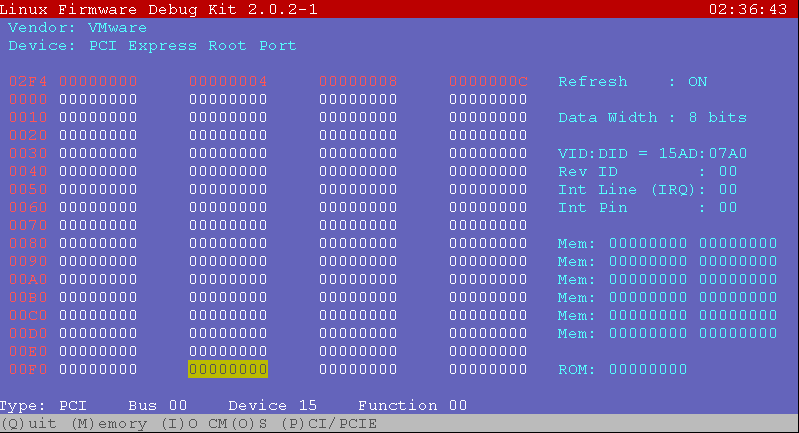 Linux Firmware Debug Kit 2.0.2-1 02:36:43
Vendor: VMware
Device: PCI Express Root Port
02F4 00000000 00000004 00000008 0000000C Refresh : ON
0000 00000000 00000000 00000000 00000000
0010 00000000 00000000 00000000 00000000 Data Width : 8 bits
0020 00000000 00000000 00000000 00000000
0030 00000000 00000000 00000000 00000000 VID:DID = 15AD:07A0
0040 00000000 00000000 00000000 00000000 Rev ID : 00
0050 00000000 00000000 00000000 00000000 Int Line (IRQ): 00
0060 00000000 00000000 00000000 00000000 Int Pin : 00
0070 00000000 00000000 00000000 00000000
0080 00000000 00000000 00000000 00000000 Mem: 00000000 00000000
0090 00000000 00000000 00000000 00000000 Mem: 00000000 00000000
00A0 00000000 00000000 00000000 00000000 Mem: 00000000 00000000
00B0 00000000 00000000 00000000 00000000 Mem: 00000000 00000000
00C0 00000000 00000000 00000000 00000000 Mem: 00000000 00000000
00D0 00000000 00000000 00000000 00000000 Mem: 00000000 00000000
00E0 00000000 00000000 00000000 00000000
00F0 00000000 00000000 00000000 00000000 ROM: 00000000
Type: PCI Bus 00 Device 15 Function 00
(Q)uit (M)emory (I)O CM(O)S (P)CI/PCIE